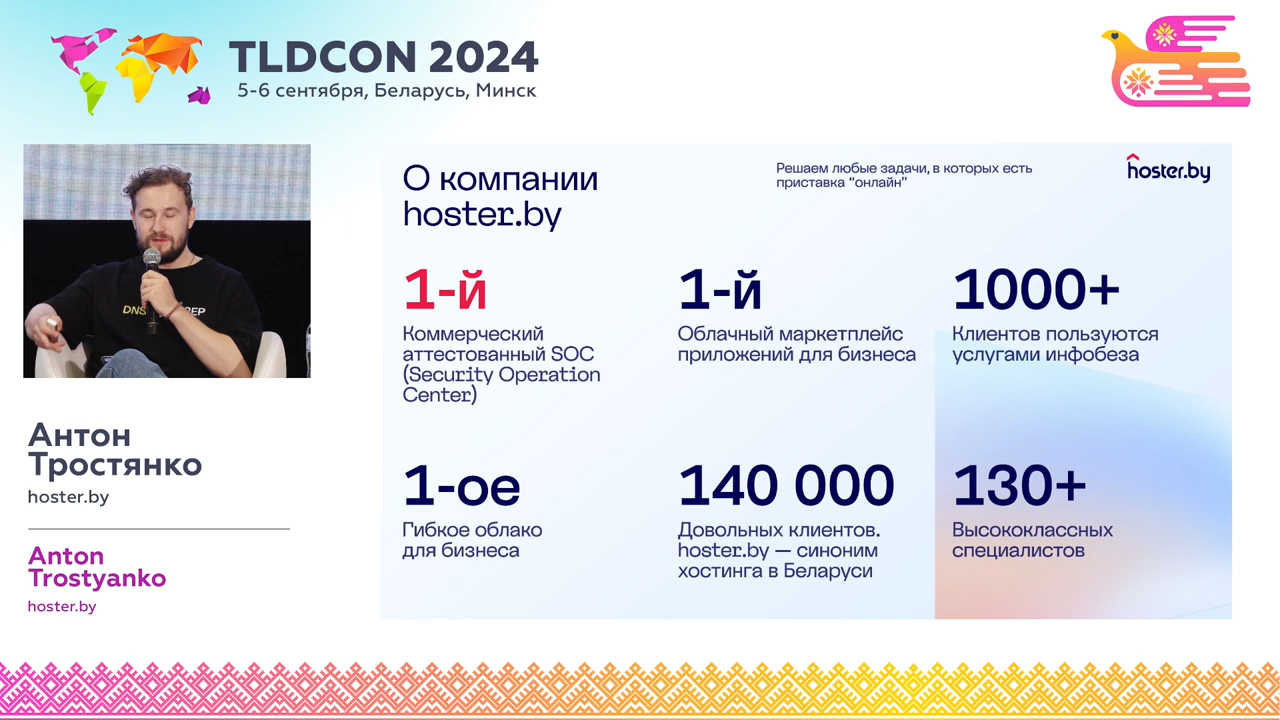 TLDCON 2024
5-6 сентября, Беларусь, Минск
DNS
Антон
Тростянко
hoster.by
Anton
Trostyanko
hoster.by
О компании
hoster.by
Решаем любые задачи, в которых есть
приставка “онлайн”
hoster.by
1-й
Коммерческий
аттестованный SOC
(Security Operation
Center)
1-й
Облачный маркетплейс
приложений для бизнеса
1000+
Клиентов пользуются
услугами инфобеза
1-ое
Гибкое облако
для бизнеса
140 000
Довольных клиентов.
hoster.by — синоним
хостинга в Беларуси
130+
Высококлассных
специалистов